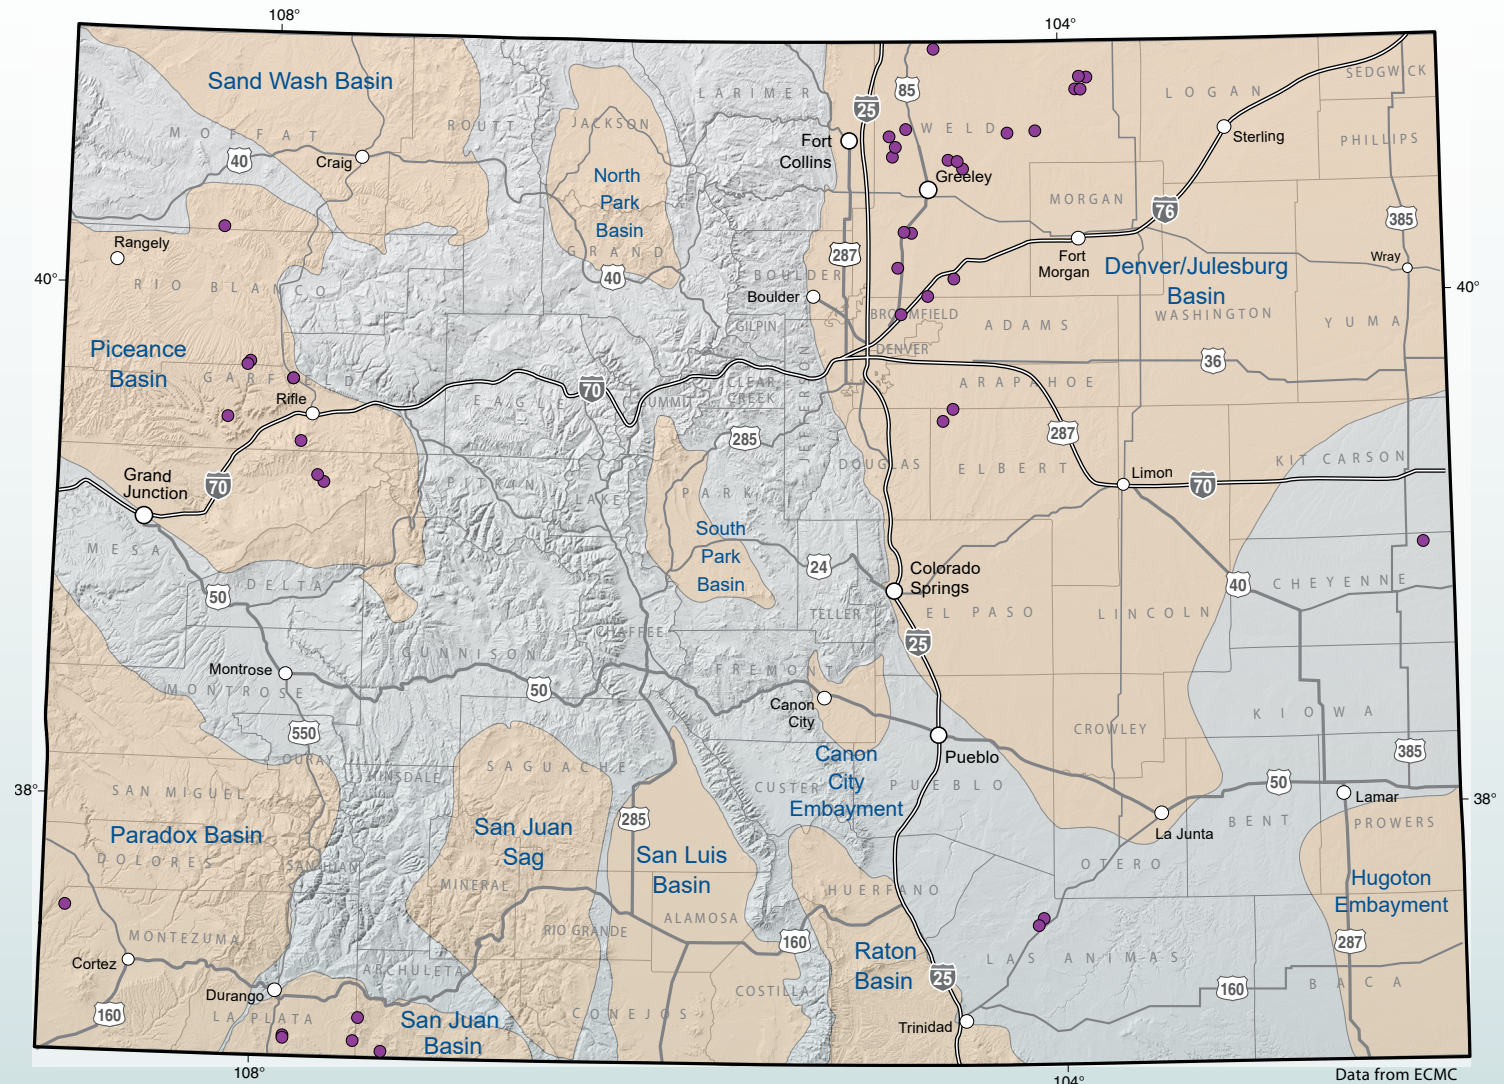 108°
104°
Sand Wash Basin
SEDGWICK
LARIMER
85
LOGAN
25
JACKSON
ROUTT
WELD
MOFFAT
Fort
Collins
Sterling
PHILLIPS
40
Craig
North
Park
Basin
Greeley
MORGAN
76
385
Rangely
GRAND
287
Fort
Morgan
Wray
40°
RIO BLANCO
40
BOULDER
Denver/Julesburg
Basin
40°
Boulder
BROOMFIELD
WASHINGTON
GILPIN
ADAMS
YUMA
Piceance
Basin
DENVER
36
GARFIELD
70
CLEAR
CREEK
JEFFERSON
ARAPAHOE
Rifle
EAGLE
SUMMIT
285
287
Grand
Junction
DOUGLAS
ELBERT
KIT CARSON
Limon
70
PITKIN
LAKE
PARK
70
South
Park
Basin
MESA
24
Colorado
Springs
DELTA
50
40
CHEYENNE
TELLER
EL PASO
LINCOLN
CHAFFEE
25
GUNNISON
Montrose
FREMONT
MONTROSE
50
Canon
City
KIOWA
550
CROWLEY
OURAY
Canon
City
Embayment
Pueblo
385
HINSDALE
SAGUACHE
CUSTER
PUEBLO
50
38°
SAN MIGUEL
Lamar
38°
Paradox Basin
San Juan
Sag
285
La Junta
BENT
PROWERS
DOLORES
SAN JUAN
San Luis
Basin
OTERO
MINERAL
HUERFANO
Hugoton
Embayment
ALAMOSA
MONTEZUMA
RIO GRANDE
160
Raton
Basin
287
Cortez
ARCHULETA
LAS ANIMAS
25
Durango
COSTILLA
160
BACA
160
LA PLATA
San Juan
Basin
CONEJOS
Trinidad
108°
104°
Data from ECMC